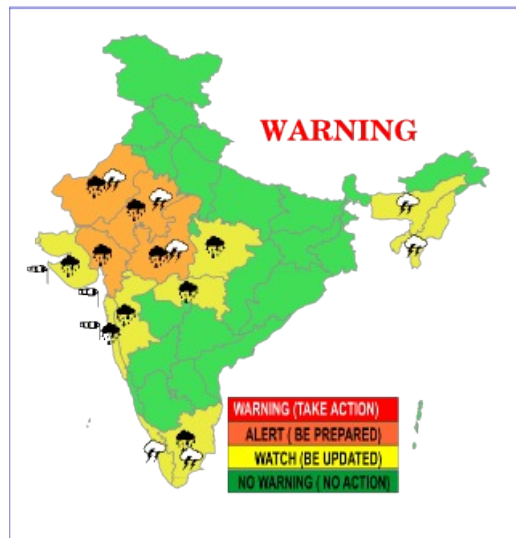 WARNING
WARNING (TAKE ACTION)
ALERT ( BE PREPARED)
WATCH (BE UPDATED)
NO WARNING ( NO ACTION)